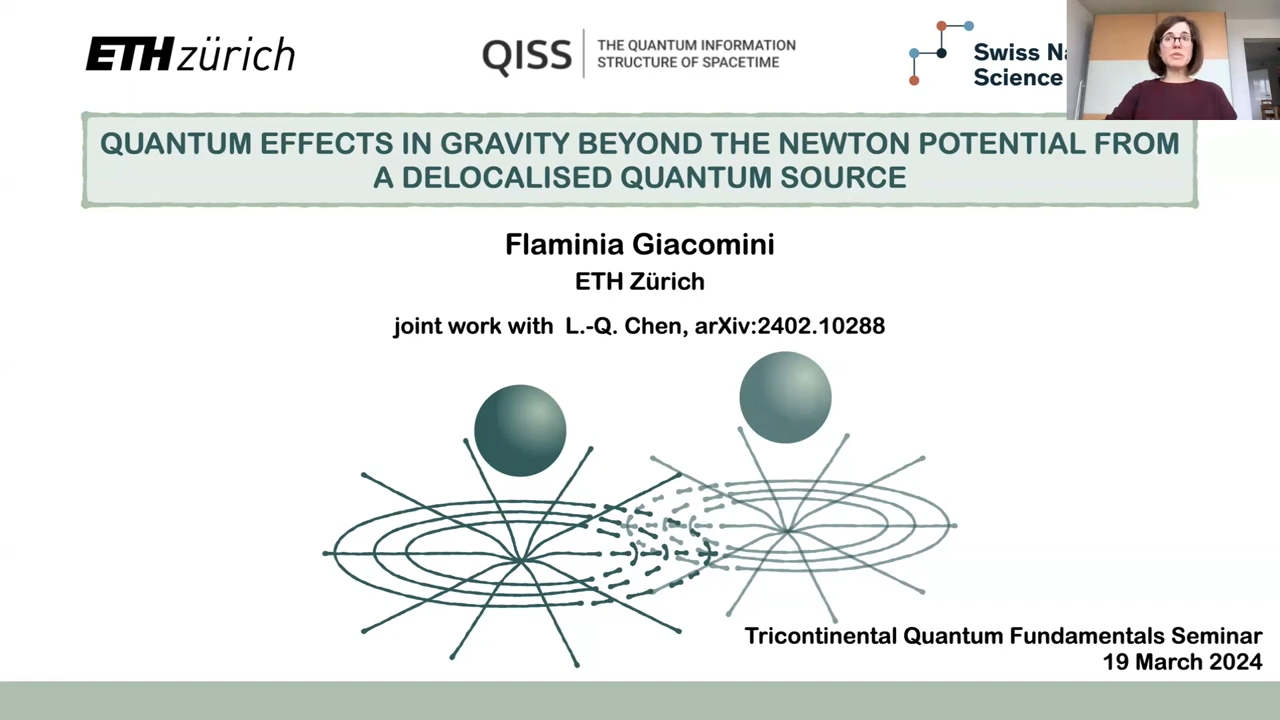 ETH zürich
QISS
THE QUANTUM INFORMATION
STRUCTURE OF SPACETIME
Swiss Na
Science
QUANTUM EFFECTS IN GRAVITY BEYOND THE NEWTON POTENTIAL FROM
A DELOCALISED QUANTUM SOURCE
Flaminia Giacomini
ETH Zürich
joint work with L.-Q. Chen, arXiv:2402.10288
Tricontinental Quantum Fundamentals Seminar
19 March 2024